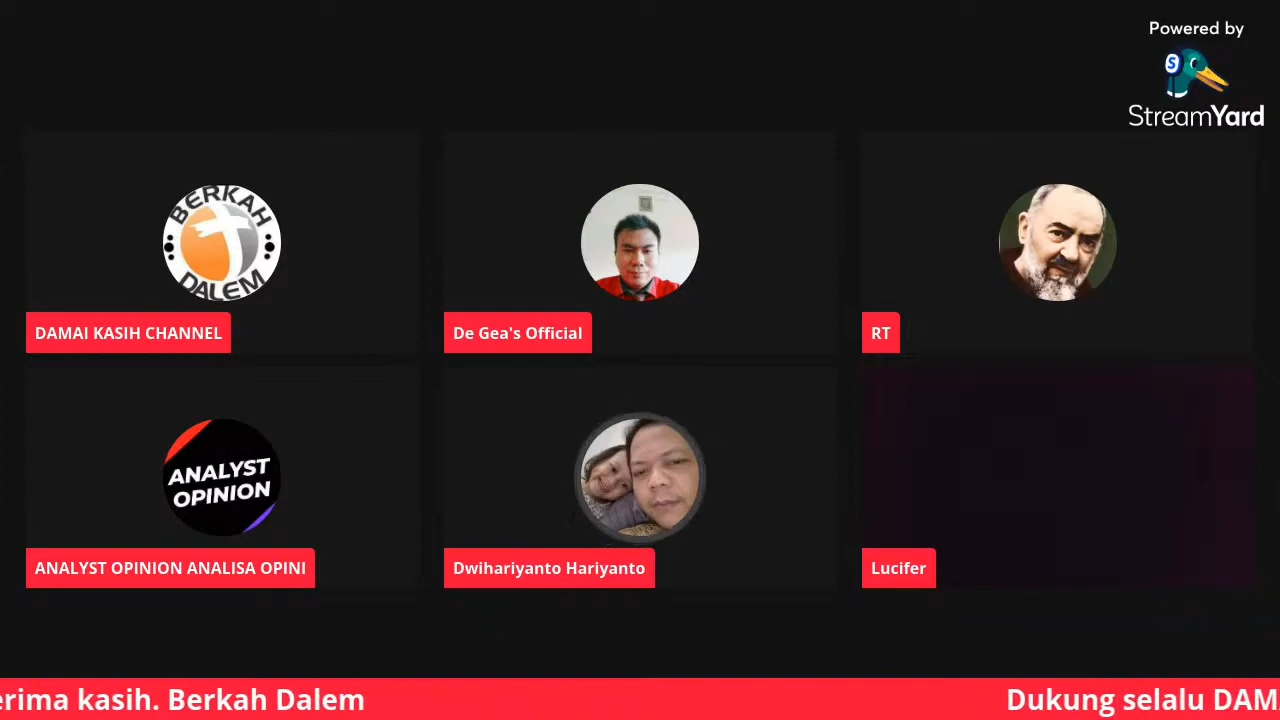 Powered by
S
StreamYard
BERKAH
DALEM
DAMAI KASIH CHANNEL
De Gea's Official
RT
ANALYST
OPINION
ANALYST OPINION ANALISA OPINI
Dwihariyanto Hariyanto
Lucifer
erima kasih. Berkah Dalem
Dukung selalu DAMA